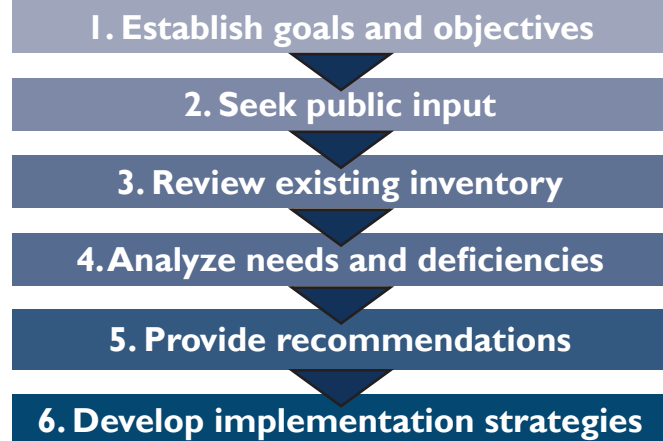 1. Establish goals and objectives
2. Seek public input
3. Review existing inventory
4. Analyze needs and deficiencies
5. Provide recommendations
6. Develop implementation strategies